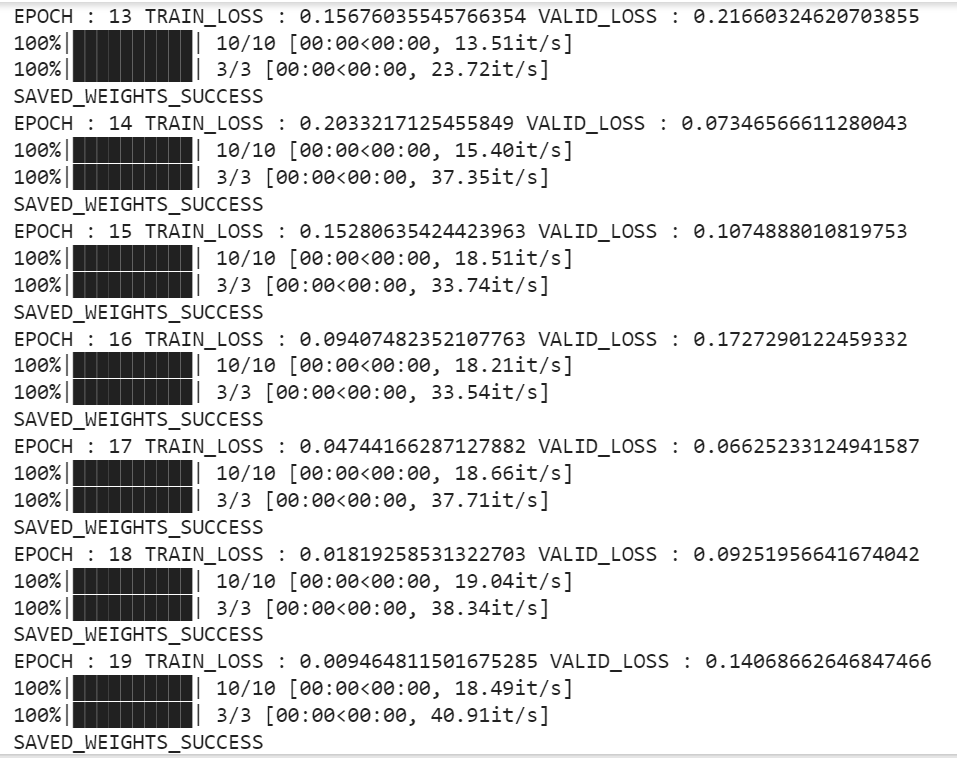 EPOCH : 13 TRAIN_LOSS : 0.15676035545766354 VALID_LOSS : 0.21660324620703855
100%|██████████| 10/10 [00:00<00:00, 13.51it/s]
100%|██████████| 3/3 [00:00<00:00, 23.72it/s]
SAVED_WEIGHTS_SUCCESS
EPOCH : 14 TRAIN_LOSS : 0.2033217125455849 VALID_LOSS : 0.07346566611280043
100%|██████████| 10/10 [00:00<00:00, 15.40it/s]
100%|██████████| 3/3 [00:00<00:00, 37.35it/s]
SAVED_WEIGHTS_SUCCESS
EPOCH : 15 TRAIN_LOSS : 0.15280635424423963 VALID_LOSS : 0.1074888010819753
100%|██████████| 10/10 [00:00<00:00, 18.51it/s]
100%|██████████| 3/3 [00:00<00:00, 33.74it/s]
SAVED_WEIGHTS_SUCCESS
EPOCH : 16 TRAIN_LOSS : 0.09407482352107763 VALID_LOSS : 0.1727290122459332
100%|██████████| 10/10 [00:00<00:00, 18.21it/s]
100%|██████████| 3/3 [00:00<00:00, 33.54it/s]
SAVED_WEIGHTS_SUCCESS
EPOCH : 17 TRAIN_LOSS : 0.04744166287127882 VALID_LOSS : 0.06625233124941587
100%|██████████| 10/10 [00:00<00:00, 18.66it/s]
100%|██████████| 3/3 [00:00<00:00, 37.71it/s]
SAVED_WEIGHTS_SUCCESS
EPOCH : 18 TRAIN_LOSS : 0.01819258531322703 VALID_LOSS : 0.09251956641674042
100%|██████████| 10/10 [00:00<00:00, 19.04it/s]
100%|██████████| 3/3 [00:00<00:00, 38.34it/s]
SAVED_WEIGHTS_SUCCESS
EPOCH : 19 TRAIN_LOSS : 0.009464811501675285 VALID_LOSS : 0.14068662646847466
100%|██████████| 10/10 [00:00<00:00, 18.49it/s]
100%|██████████| 3/3 [00:00<00:00, 40.91it/s]
SAVED_WEIGHTS_SUCCESS